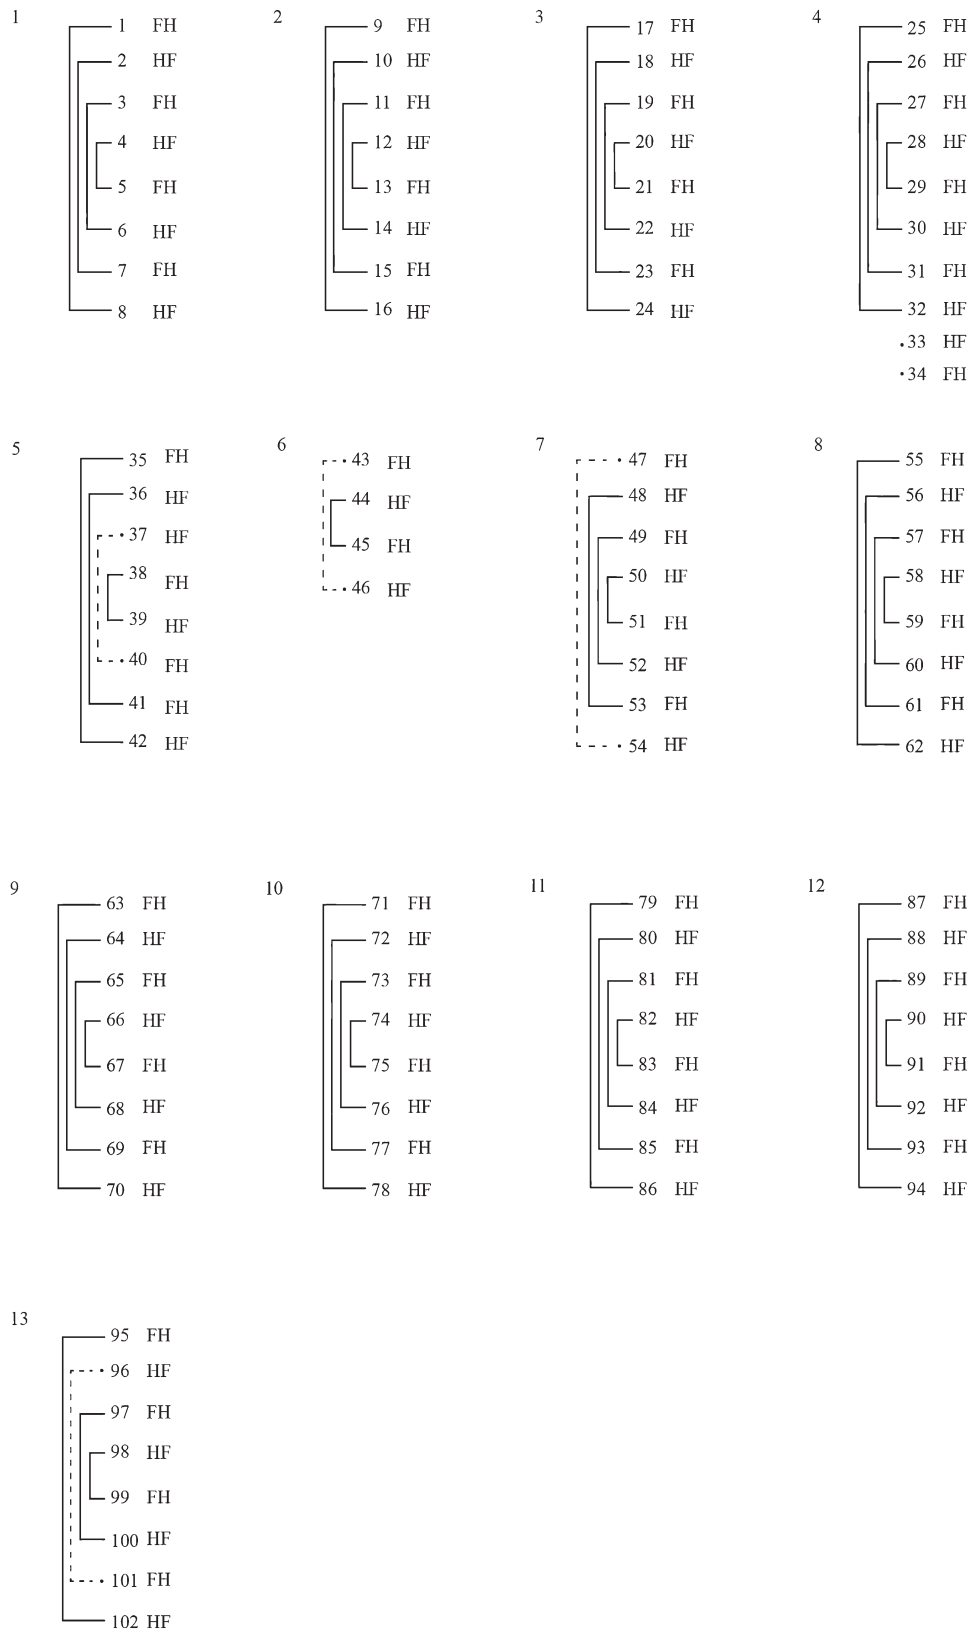 1
1 FH
2 HF
3 FH
4 HF
5 FH
6 HF
7 FH
8 HF
2
9 FH
10 HF
11 FH
12 HF
13 FH
14 HF
15 FH
16 HF
3
17 FH
18 HF
19 FH
20 HF
21 FH
22 HF
23 FH
24 HF
4
25 FH
26 HF
27 FH
28 HF
29 FH
30 HF
31 FH
32 HF
33 HF
34 FH
5
35 FH
36 HF
37 HF
38 FH
39 HF
40 FH
41 FH
42 HF
6
43 FH
44 HF
45 FH
46 HF
7
47 FH
48 HF
49 FH
50 HF
51 FH
52 HF
53 FH
54 HF
8
55 FH
56 HF
57 FH
58 HF
59 FH
60 HF
61 FH
62 HF
9
63 FH
64 HF
65 FH
66 HF
67 FH
68 HF
69 FH
70 HF
10
71 FH
72 HF
73 FH
74 HF
75 FH
76 HF
77 FH
78 HF
11
79 FH
80 HF
81 FH
82 HF
83 FH
84 HF
85 FH
86 HF
12
87 FH
88 HF
89 FH
90 HF
91 FH
92 HF
93 FH
94 HF
13
95 FH
96 HF
97 FH
98 HF
99 FH
100 HF
101 FH
102 HF